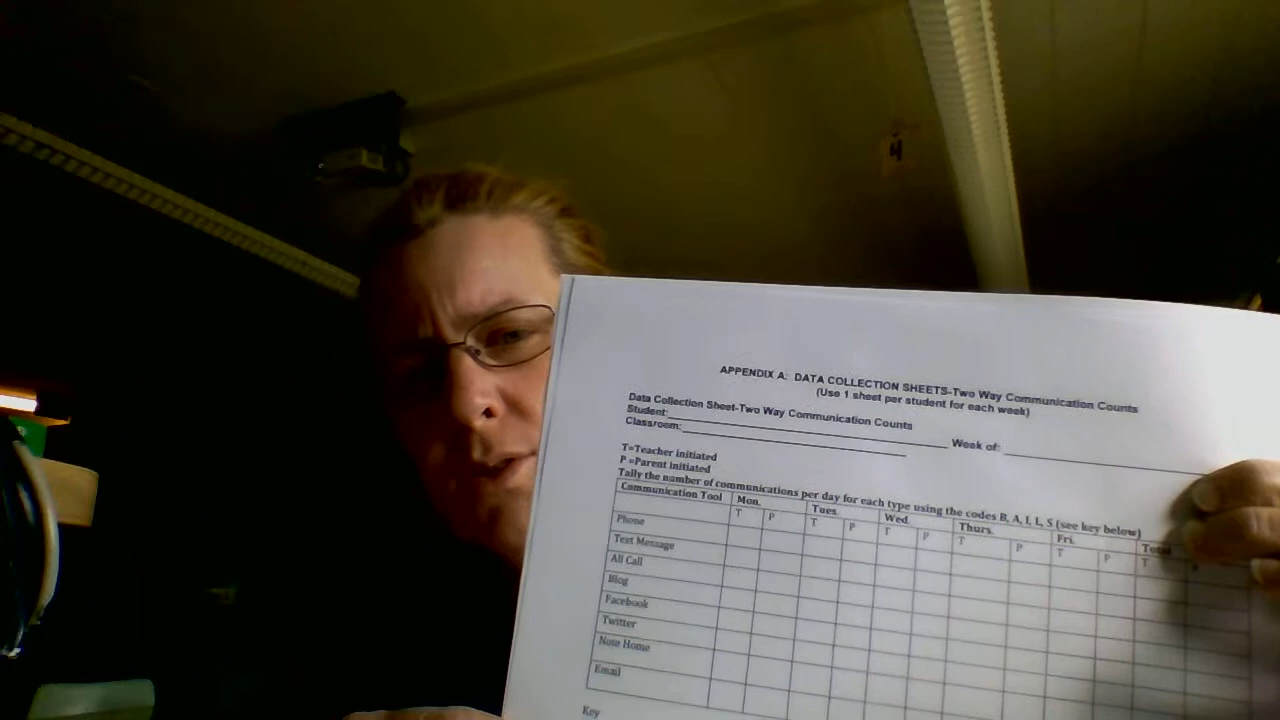 4
APPENDIX A: DATA COLLECTION SHEETS-Two Way Communication Counts
(Use 1 sheet per student for each week)
Data Collection Sheet-Two Way Communication Counts
Student: Week of:
Classroom:
T=Teacher initiated
P =Parent initiated
Tally the number of communications per day for each type using the codes B, A, I, L, S (see key below)
Communication Tool Mon. Tues. Wed. Thurs. Fri. Total
T P T P T P T P T P T
Phone
Text Message
All Call
Blog
Facebook
Twitter
Note Home
Email
Key